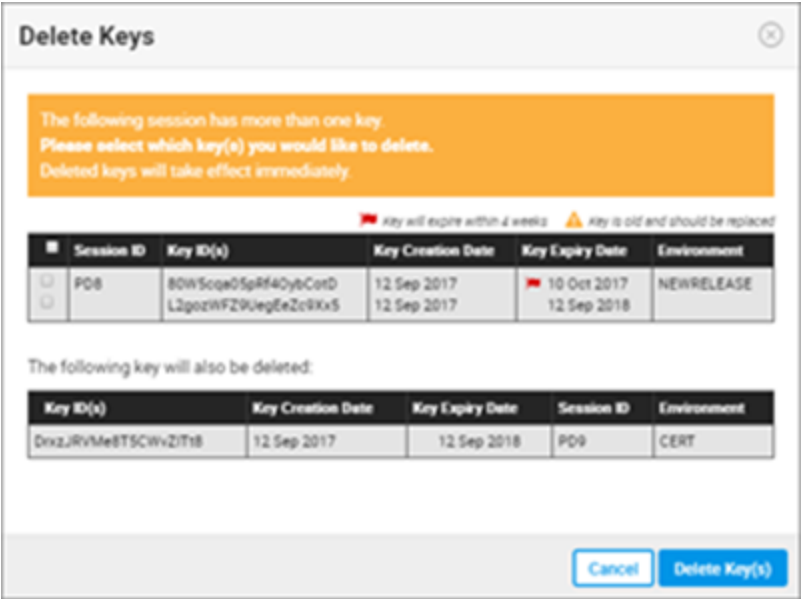 Delete Keys
The following session has more than one key.
Please select which key(s) you would like to delete.
Deleted keys will take effect immediately.
Key will expire within 4 weeks Key is old and should be replaced
Session ID Key ID(s) Key Creation Date Key Expiry Date Environment
PD8 80W5cqa05pRf4OybCotD 12 Sep 2017 10 Oct 2017 NEWRELEASE
L2gozWFZ9UegEeZc9Xx5 12 Sep 2017 12 Sep 2018
The following key will also be deleted:
Key ID(s) Key Creation Date Key Expiry Date Session ID Environment
DrxzJRVMe8T5CWvZlTt8 12 Sep 2017 12 Sep 2018 PD9 CERT
Cancel Delete Key(s)